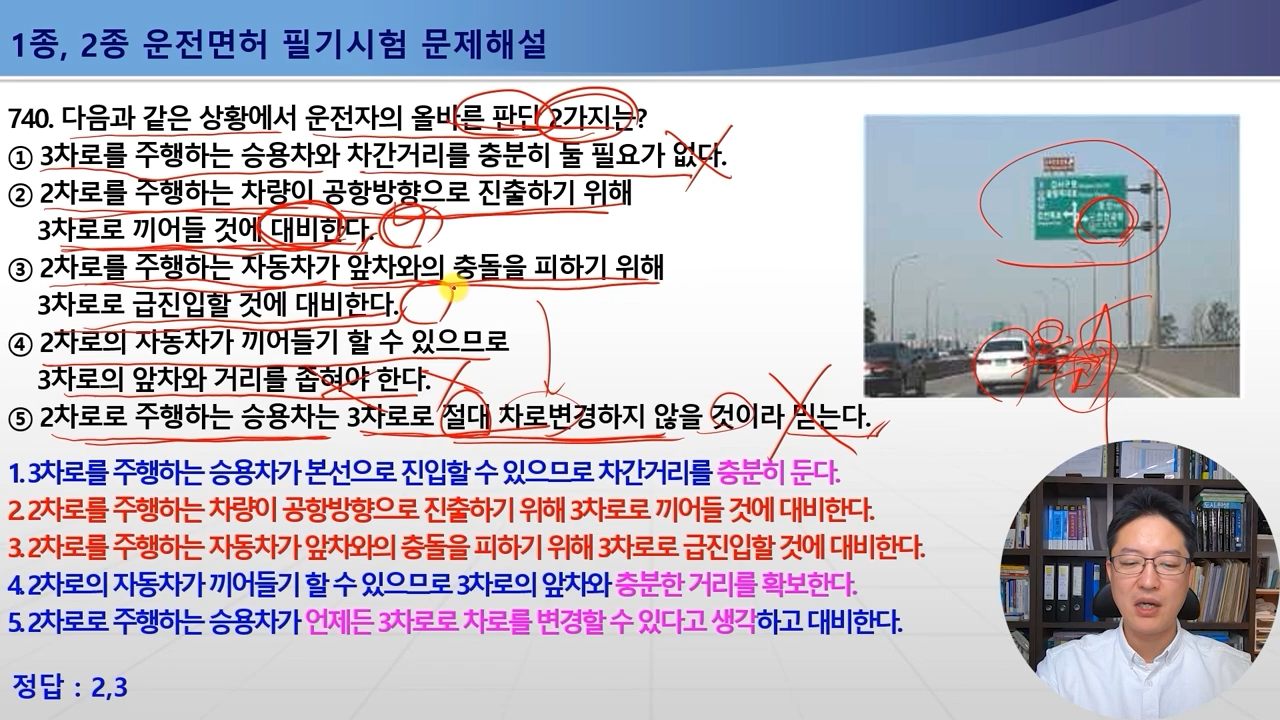 1종, 2종 운전면허 필기시험 문제해설
740. 다음과 같은 상황에서 운전자의 올바른 판단 2가지는?
① 3차로를 주행하는 승용차와 차간거리를 충분히 둘 필요가 없다.
② 2차로를 주행하는 차량이 공항방향으로 진출하기 위해
3차로로 끼어들 것에 대비한다.
③ 2차로를 주행하는 자동차가 앞차와의 충돌을 피하기 위해
3차로로 급진입할 것에 대비한다.
④ 2차로의 자동차가 끼어들기 할 수 있으므로
3차로의 앞차와 거리를 좁혀야 한다.
⑤ 2차로로 주행하는 승용차는 3차로로 절대 차로변경하지 않을 것이라 믿는다.
1. 3차로를 주행하는 승용차가 본선으로 진입할 수 있으므로 차간거리를 충분히 둔다.
2. 2차로를 주행하는 차량이 공항방향으로 진출하기 위해 3차로로 끼어들 것에 대비한다.
3. 2차로를 주행하는 자동차가 앞차와의 충돌을 피하기 위해 3차로로 급진입할 것에 대비한다.
4. 2차로의 자동차가 끼어들기 할 수 있으므로 3차로의 앞차와 충분한 거리를 확보한다.
5. 2차로로 주행하는 승용차가 언제든 3차로로 차로를 변경할 수 있다고 생각하고 대비한다.
정답 : 2,3